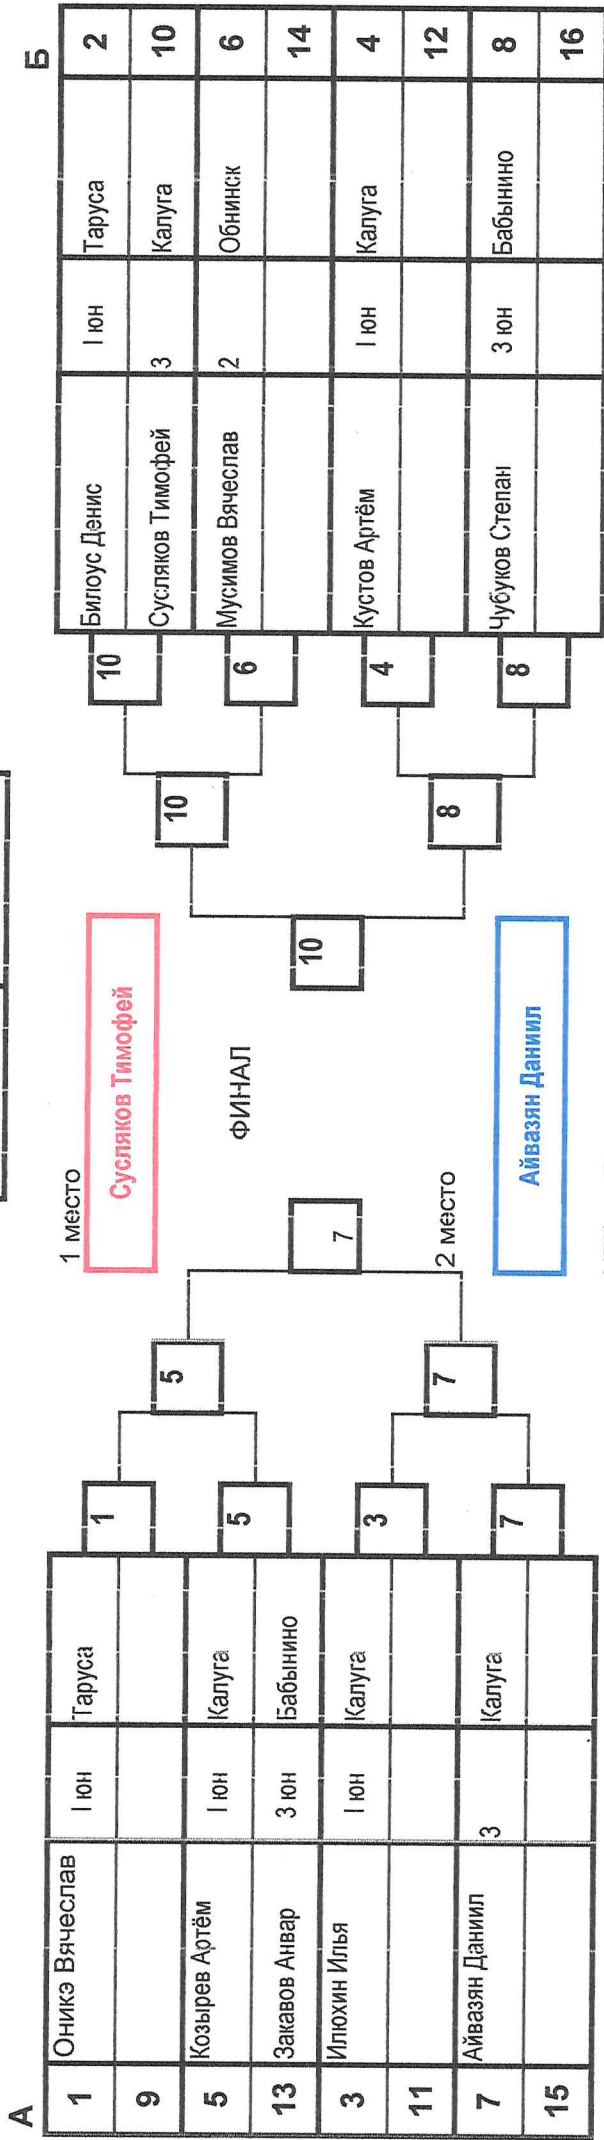 А
1 Оникэ Вячеслав I юн Таруса
9
5 Козырев Артём I юн Калуга
13 Закавов Анвар 3 юн Бабынино
3 Илюхин Илья I юн Калуга
11
7 Айвазян Даниил 3 Калуга
15
1
5
3
7
5
7
7
1 место
Сусляков Тимофей
ФИНАЛ
2 место
Айвазян Даниил
10
10
8
10
6
4
8
Б
Билоус Денис I юн Таруса 2
Сусляков Тимофей 3 Калуга 10
Мусимов Вячеслав 2 Обнинск 6
14
Кустов Артём I юн Калуга 4
12
Чубуков Степан 3 юн Бабынино 8
16